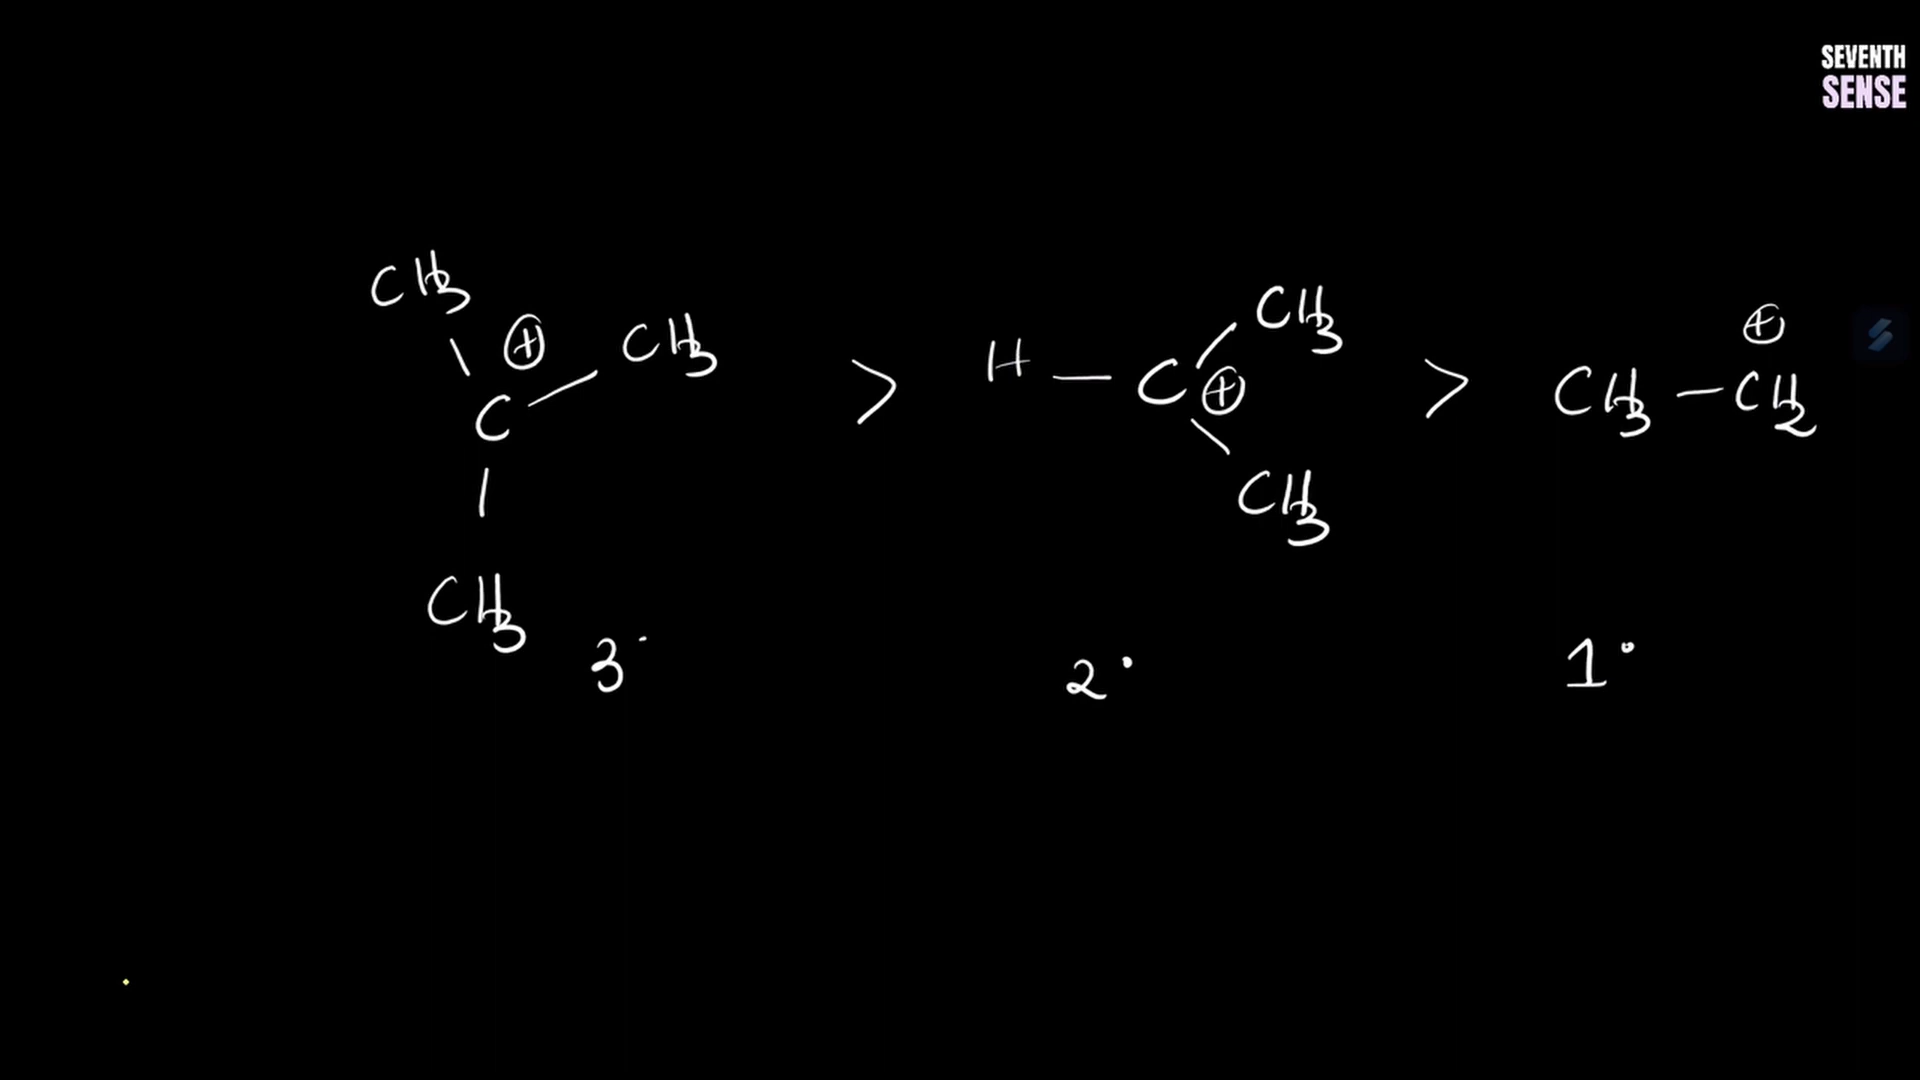 SEVENTH
SENSE
CH3
⊕ CH3 > H — C ⊕ CH3 > CH3 — CH2 ⊕
C
CH3
CH3
3° 2° 1°